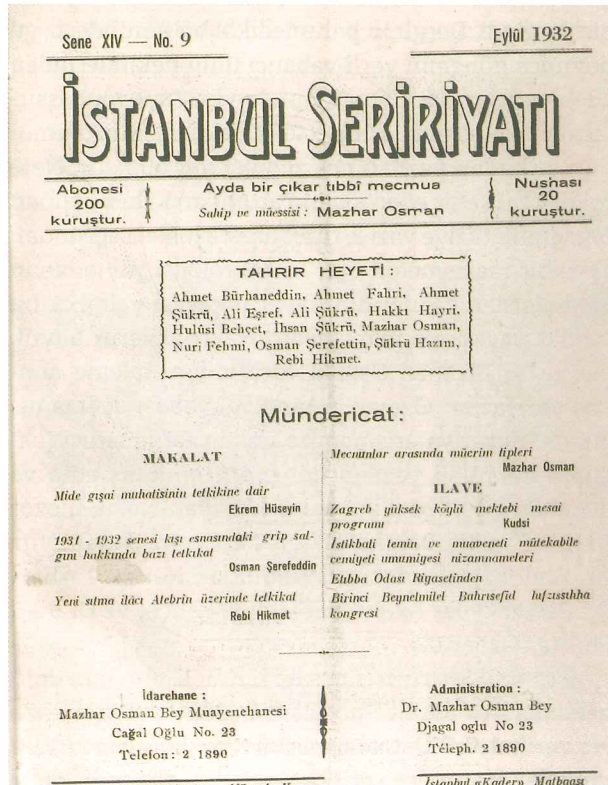 Sene XIV — No. 9
Eylûl 1932
İSTANBUL SERİRİYATI
Abonesi
200
kuruştur.
Ayda bir çıkar tıbbî mecmua
Sahip ve müessisi : Mazhar Osman
Nushası
20
kuruştur.
TAHRİR HEYETİ :
Ahmet Bürhaneddin, Ahmet Fahri, Ahmet
Şükrü, Ali Eşref, Ali Şükrü, Hakkı Hayri,
Hulûsi Behçet, İhsan Şükrü, Mazhar Osman,
Nuri Fehmi, Osman Şerefettin, Şükrü Hazım,
Rebi Hikmet.
Mündericat :
MAKALAT
Mide gışai muhatisinin tetkikine dair
Ekrem Hüseyin
1931 - 1932 senesi kışı esnasındaki grip sal-
gını hakkında bazı tetkikat
Osman Şerefeddin
Yeni sıtma ilâcı Atebrin üzerinde tetkikat
Rebi Hikmet
Mecnunlar arasında mücrim tipleri
Mazhar Osman
ILAVE
Zagreb yüksek köylü mektebi mesai
programı Kudsi
İstikbali temin ve muaveneti mütekabile
cemiyeti umumiyesi nizamnameleri
Etıbba Odası Riyasetinden
Birinci Beynelmilel Bahrisefid hıfzıssıhha
kongresi
İdarehane :
Mazhar Osman Bey Muayenehanesi
Cağal Oğlu No. 23
Telefon : 2 1890
Administration :
Dr. Mazhar Osman Bey
Djagal oglu No 23
Téleph. 2 1890
İstanbul «Kader» Matbaası